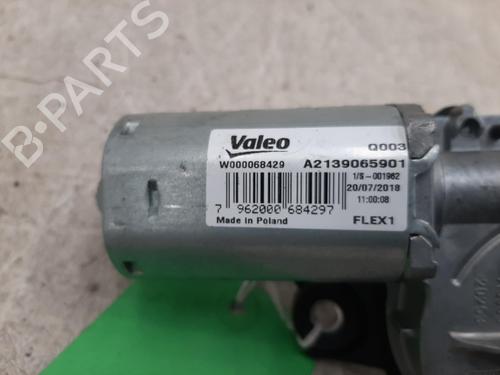 B-PARTS
Valeo
Q003
W000068429
A2139065901
1/S-001962
20/07/2018
11:00:08
7 962000 684297
Made in Poland
FLEX1